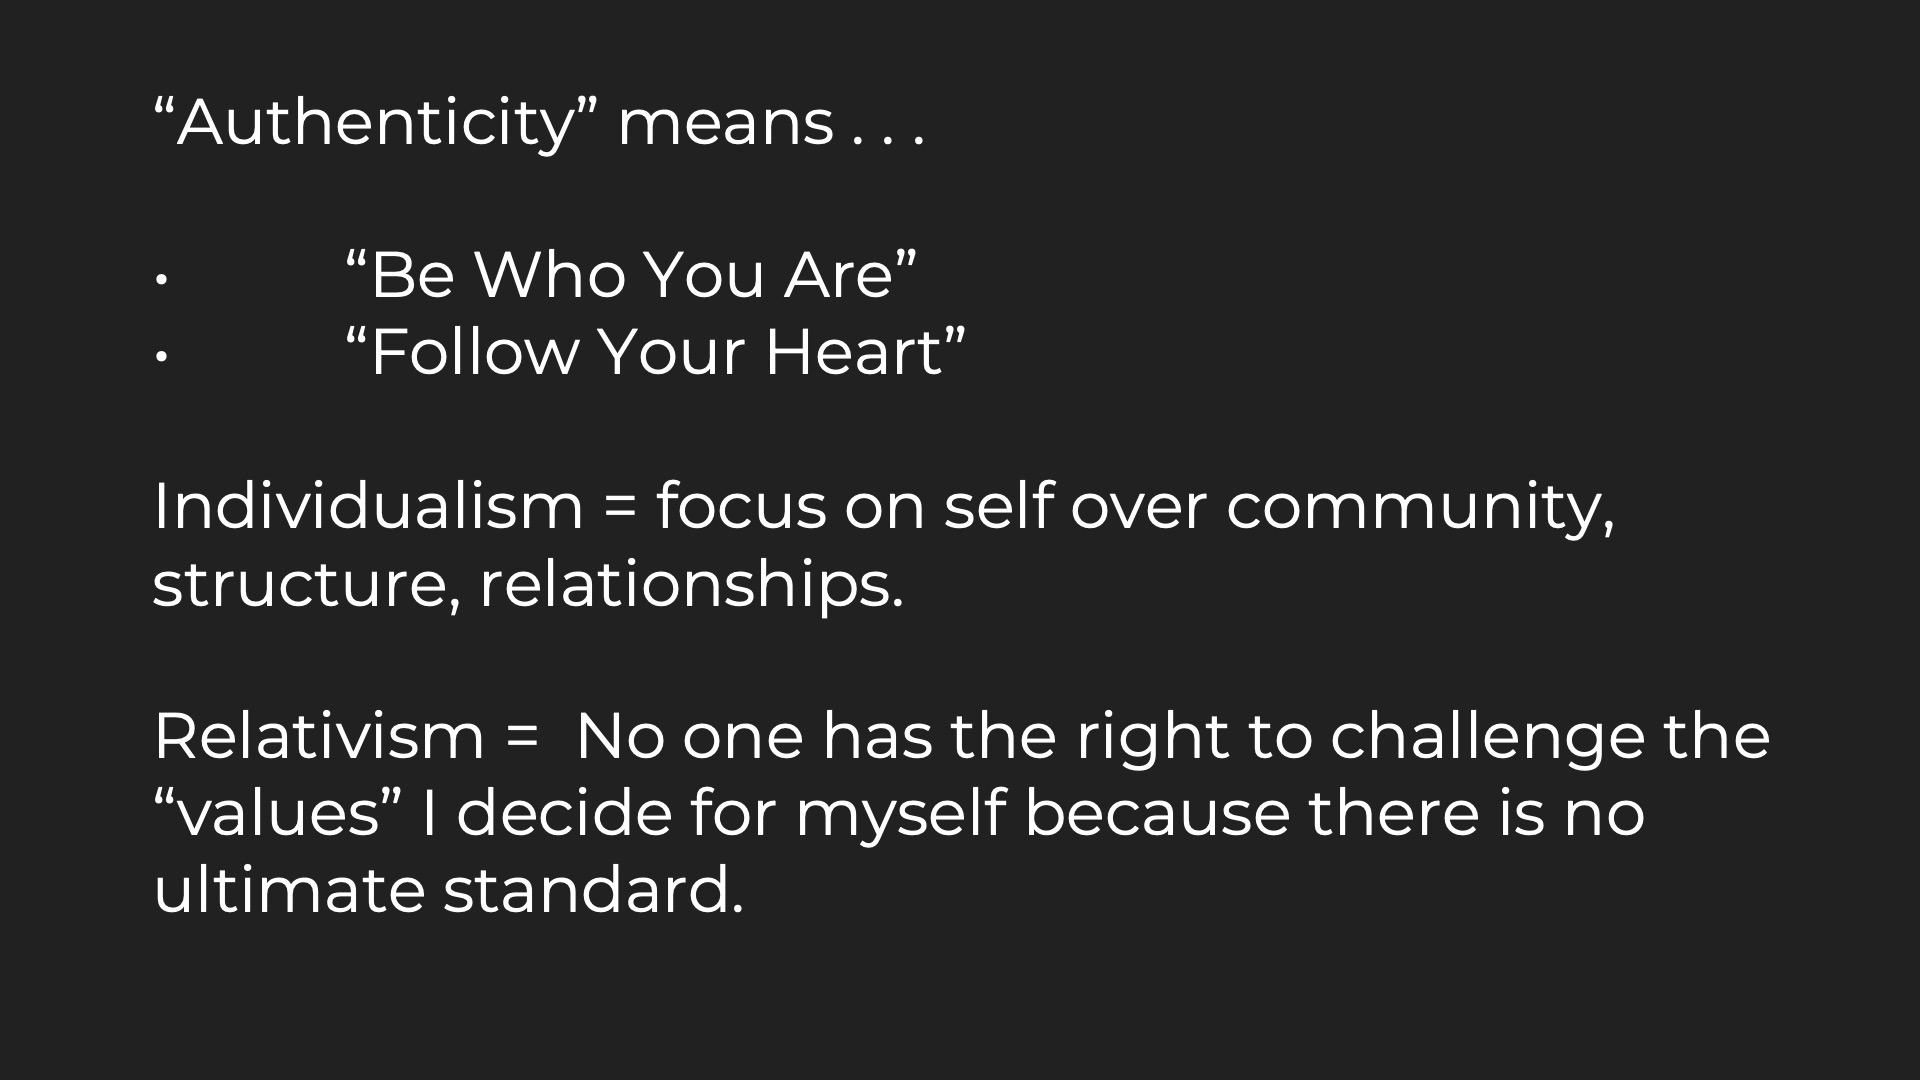 “Authenticity” means . . .
• “Be Who You Are”
• “Follow Your Heart”
Individualism = focus on self over community,
structure, relationships.
Relativism =  No one has the right to challenge the
“values” I decide for myself because there is no
ultimate standard.